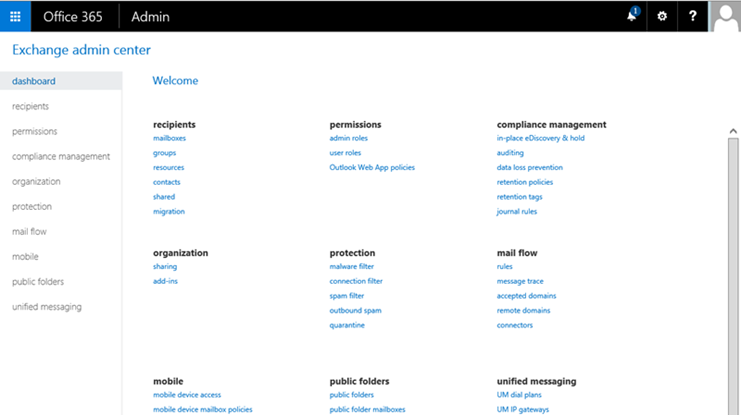 Office 365 Admin 1 ?
Exchange admin center
dashboard
recipients
permissions
compliance management
organization
protection
mail flow
mobile
public folders
unified messaging
Welcome
recipients
mailboxes
groups
resources
contacts
shared
migration
permissions
admin roles
user roles
Outlook Web App policies
compliance management
in-place eDiscovery & hold
auditing
data loss prevention
retention policies
retention tags
journal rules
organization
sharing
add-ins
protection
malware filter
connection filter
spam filter
outbound spam
quarantine
mail flow
rules
message trace
accepted domains
remote domains
connectors
mobile
mobile device access
mobile device mailbox policies
public folders
public folders
public folder mailboxes
unified messaging
UM dial plans
UM IP gateways